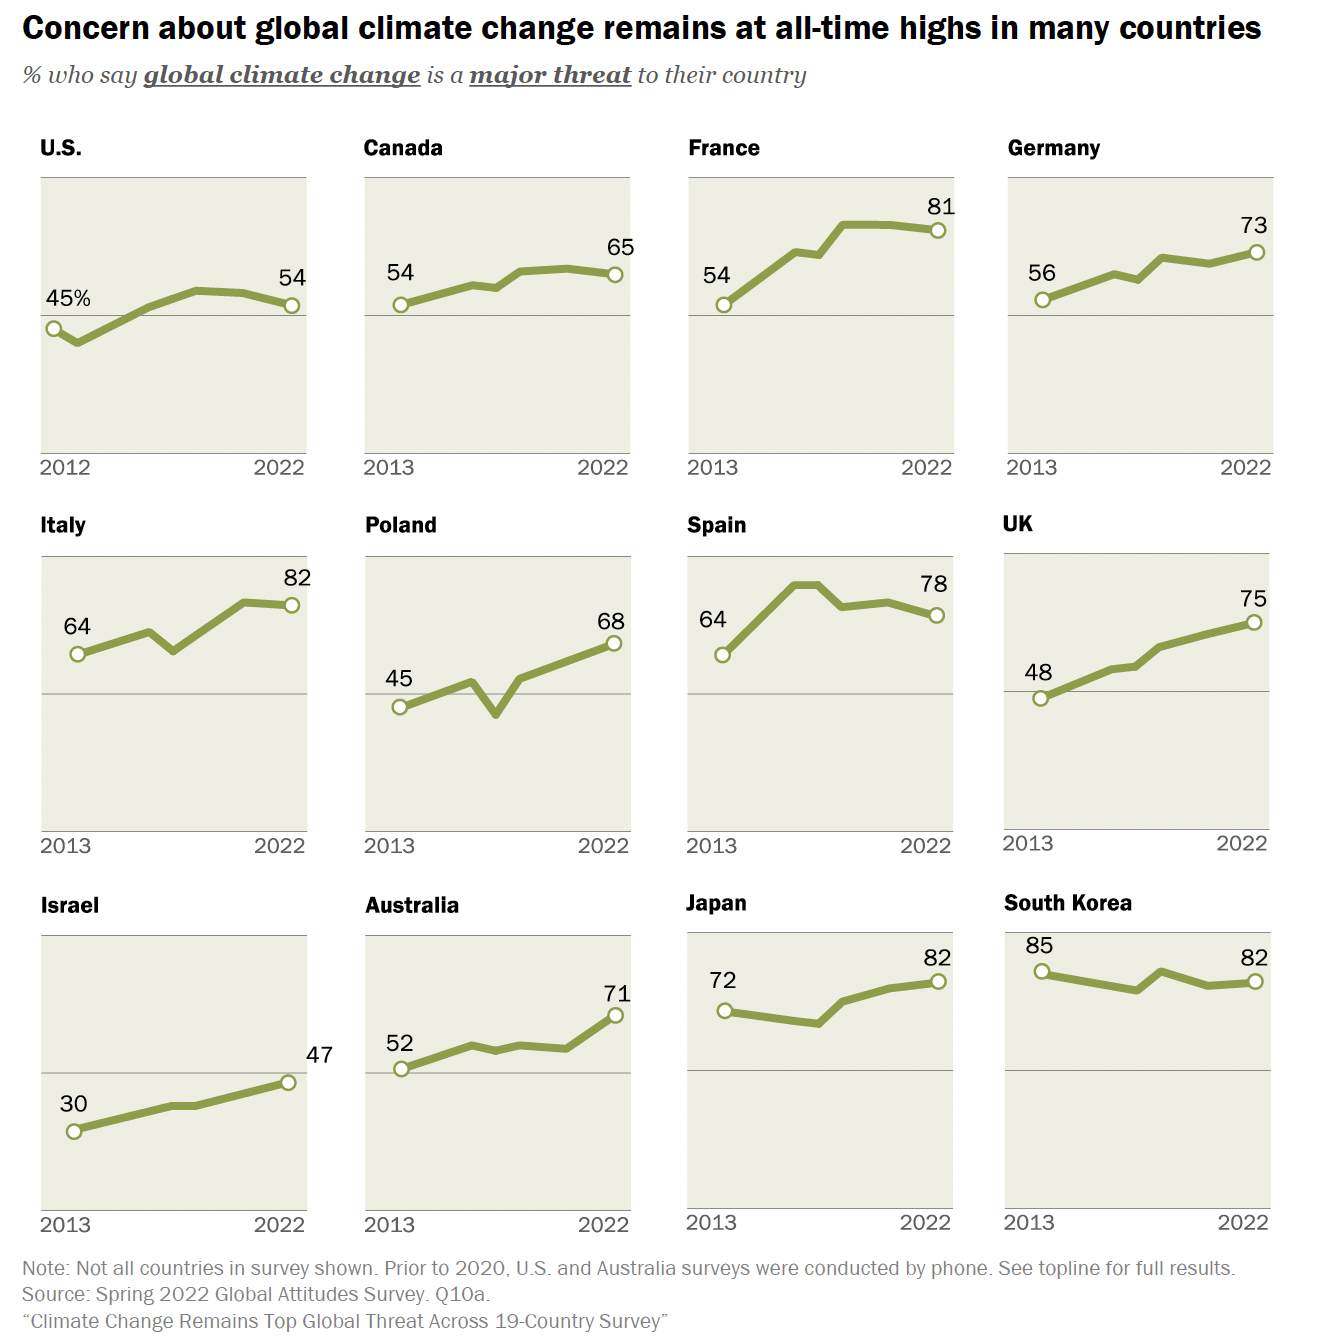 Concern about global climate change remains at all-time highs in many countries
% who say global climate change is a major threat to their country
U.S.
45%
54
2012
2022
Canada
54
65
2013
2022
France
54
81
2013
2022
Germany
56
73
2013
2022
Italy
64
82
2013
2022
Poland
45
68
2013
2022
Spain
64
78
2013
2022
UK
48
75
2013
2022
Israel
30
47
2013
2022
Australia
52
71
2013
2022
Japan
72
82
2013
2022
South Korea
85
82
2013
2022
Note: Not all countries in survey shown. Prior to 2020, U.S. and Australia surveys were conducted by phone. See topline for full results.
Source: Spring 2022 Global Attitudes Survey. Q10a.
“Climate Change Remains Top Global Threat Across 19-Country Survey”